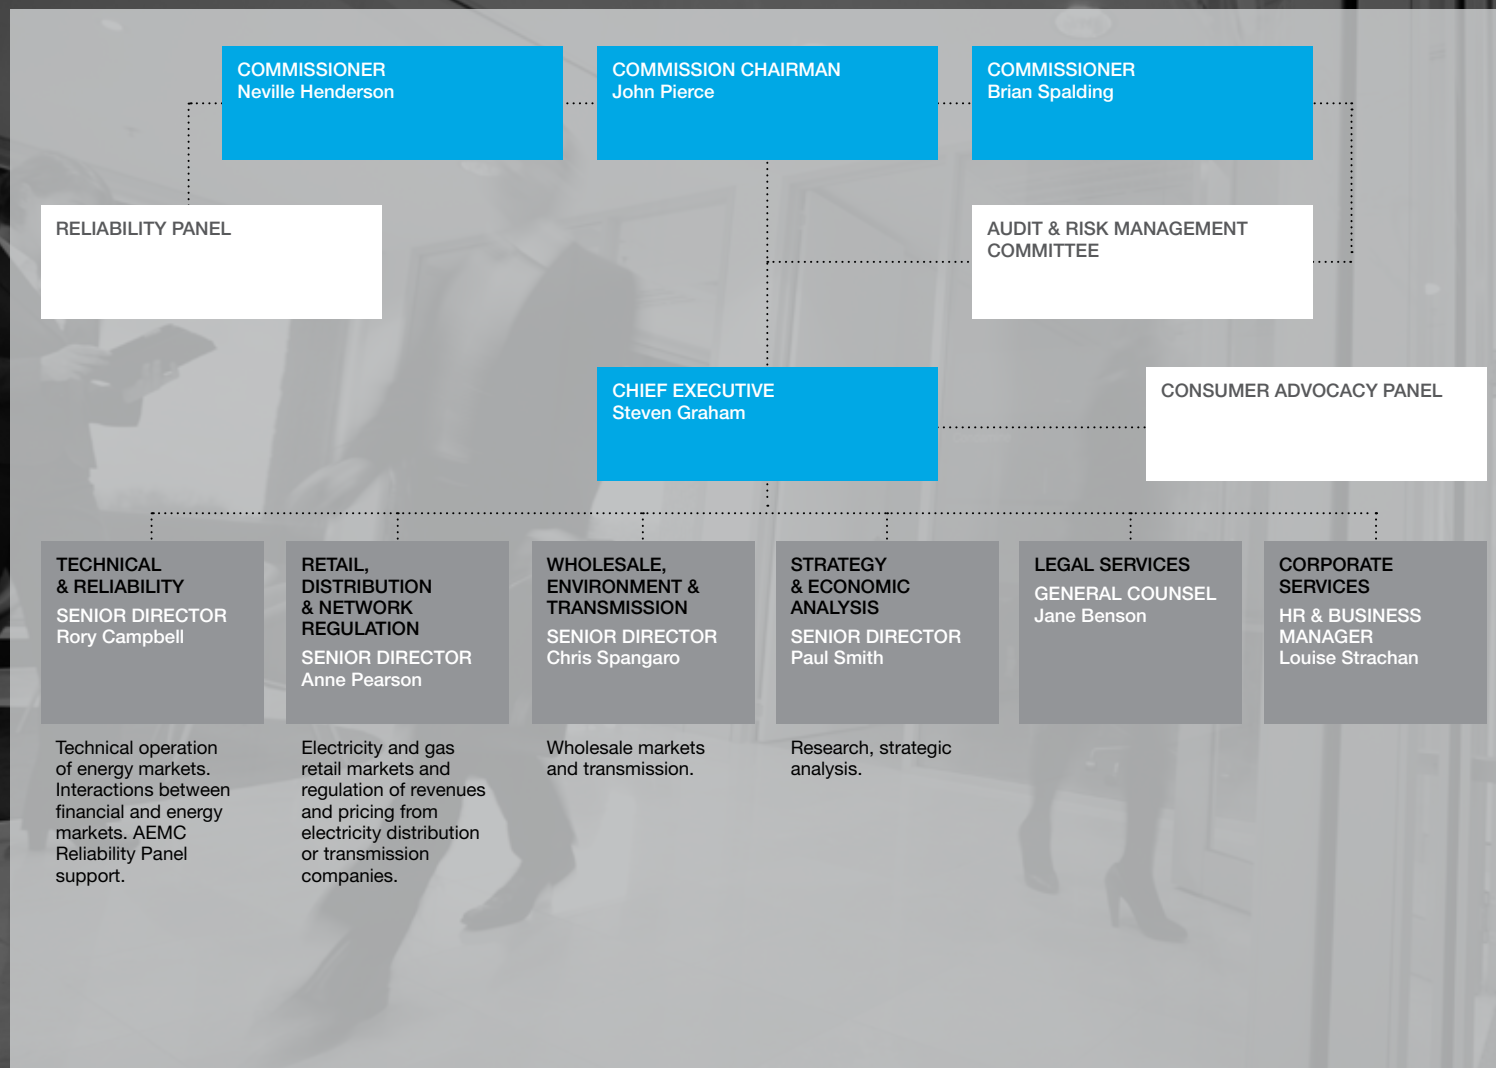 COMMISSIONER
Neville Henderson
COMMISSION CHAIRMAN
John Pierce
COMMISSIONER
Brian Spalding
RELIABILITY PANEL
AUDIT & RISK MANAGEMENT
COMMITTEE
CHIEF EXECUTIVE
Steven Graham
CONSUMER ADVOCACY PANEL
TECHNICAL
& RELIABILITY
SENIOR DIRECTOR
Rory Campbell
Technical operation
of energy markets.
Interactions between
financial and energy
markets. AEMC
Reliability Panel
support.
RETAIL,
DISTRIBUTION
& NETWORK
REGULATION
SENIOR DIRECTOR
Anne Pearson
Electricity and gas
retail markets and
regulation of revenues
and pricing from
electricity distribution
or transmission
companies.
WHOLESALE,
ENVIRONMENT &
TRANSMISSION
SENIOR DIRECTOR
Chris Spangaro
Wholesale markets
and transmission.
STRATEGY
& ECONOMIC
ANALYSIS
SENIOR DIRECTOR
Paul Smith
Research, strategic
analysis.
LEGAL SERVICES
GENERAL COUNSEL
Jane Benson
CORPORATE
SERVICES
HR & BUSINESS
MANAGER
Louise Strachan